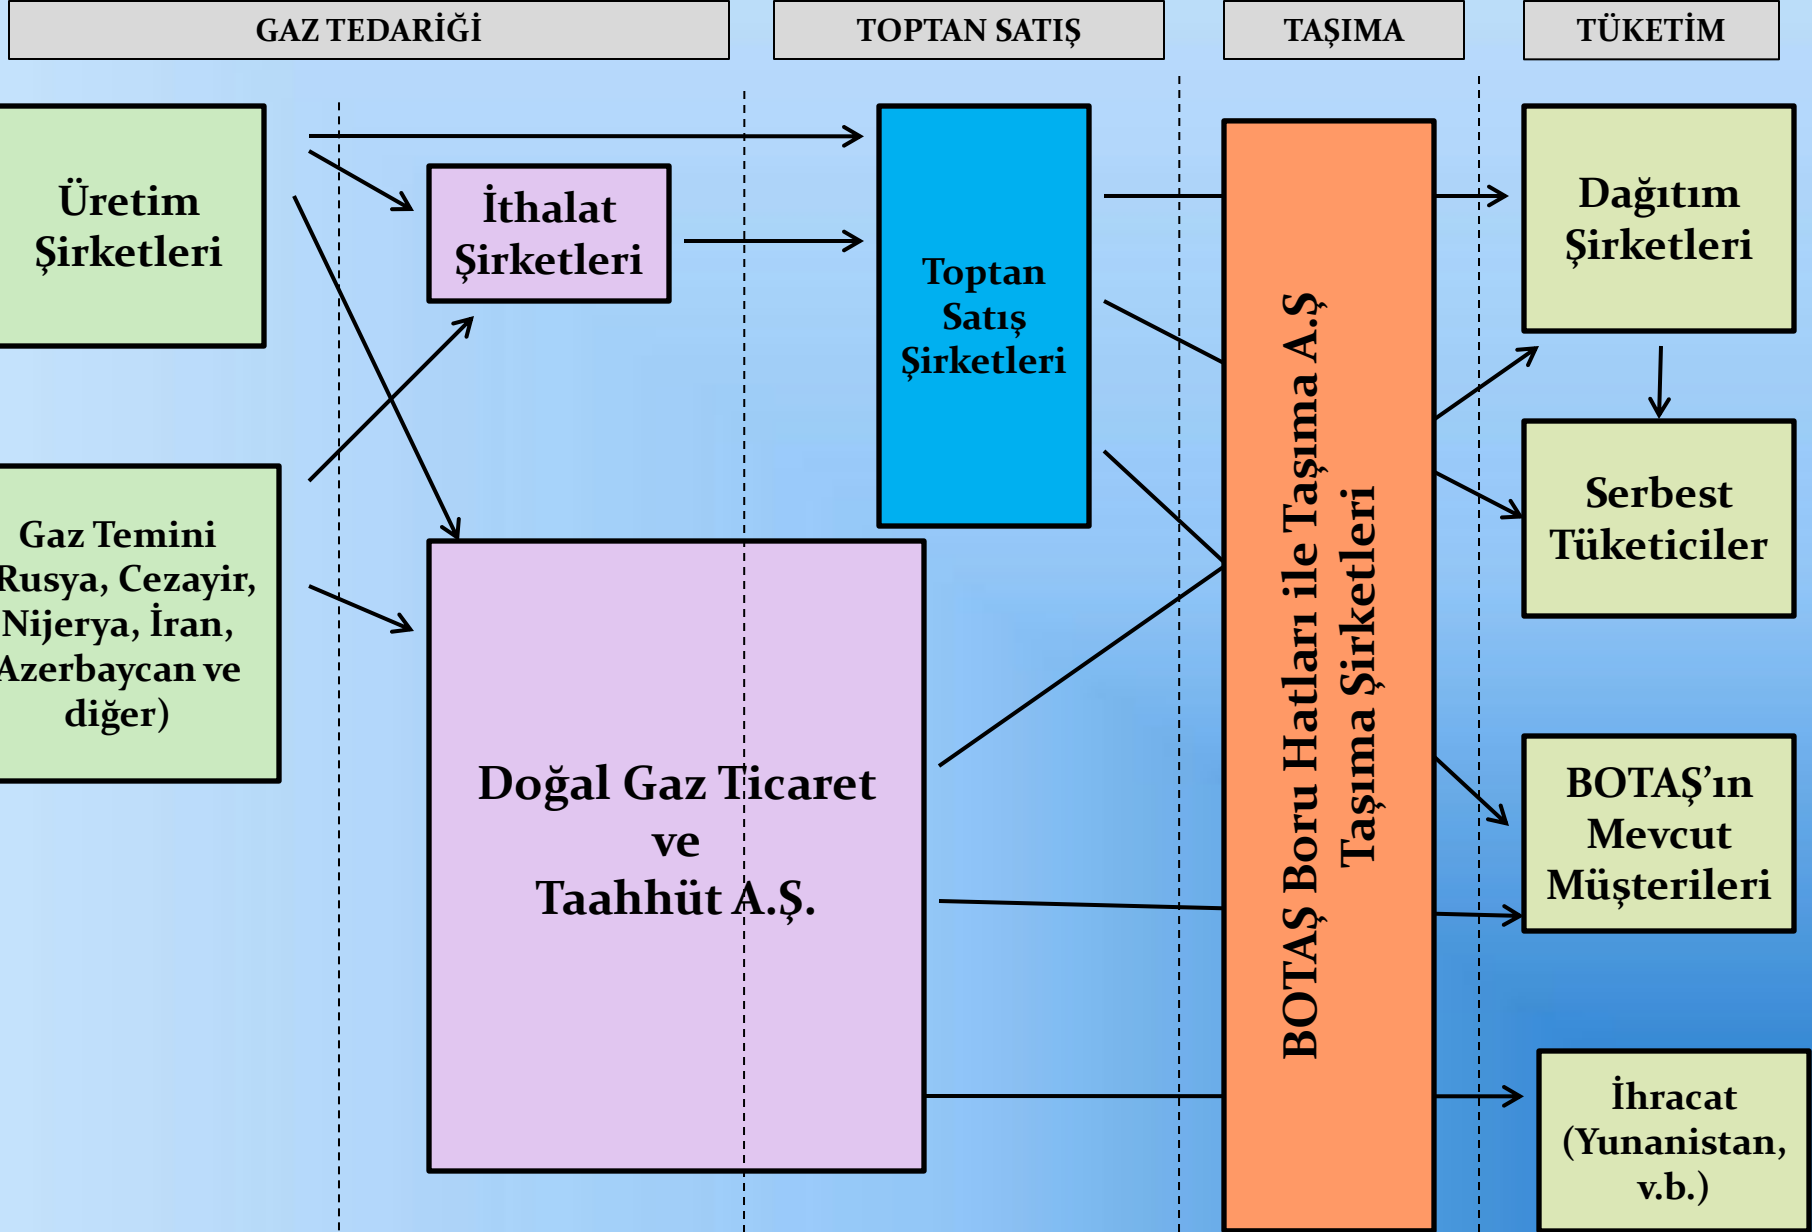 GAZ TEDARİĞİ
TOPTAN SATIŞ
TAŞIMA
TÜKETİM
Üretim
Şirketleri
Gaz Temini
Rusya, Cezayir,
Nijerya, İran,
Azerbaycan ve
diğer)
İthalat
Şirketleri
Doğal Gaz Ticaret
ve
Taahhüt A.Ş.
Toptan
Satış
Şirketleri
BOTAŞ Boru Hatları ile Taşıma A.Ş
Taşıma Şirketleri
Dağıtım
Şirketleri
Serbest
Tüketiciler
BOTAŞ’ın
Mevcut
Müşterileri
İhracat
(Yunanistan,
v.b.)